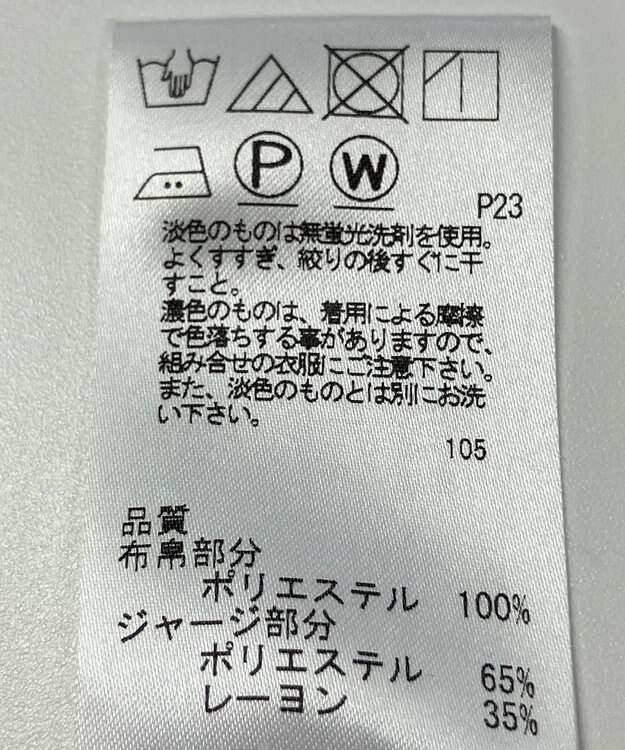 P W
P23
淡色のものは無蛍光洗剤を使用。
よくすすぎ、絞りの後すぐに干
すこと。
濃色のものは、着用による摩擦
で色落ちする事がありますので、
組み合せの衣服にご注意下さい。
また、淡色のものとは別にお洗
い下さい。
105
品質
布帛部分
ポリエステル 100%
ジャージ部分
ポリエステル 65%
レーヨン 35%